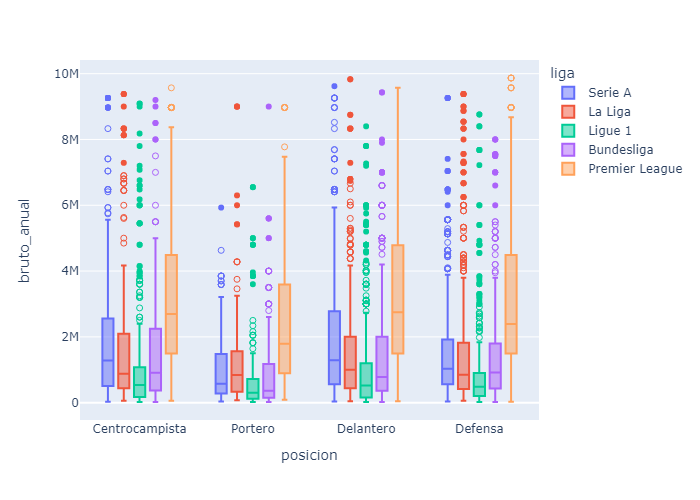 liga
Serie A
La Liga
Ligue 1
Bundesliga
Premier League
bruto_anual
10M
8M
6M
4M
2M
0
Centrocampista
Portero
Delantero
Defensa
posicion